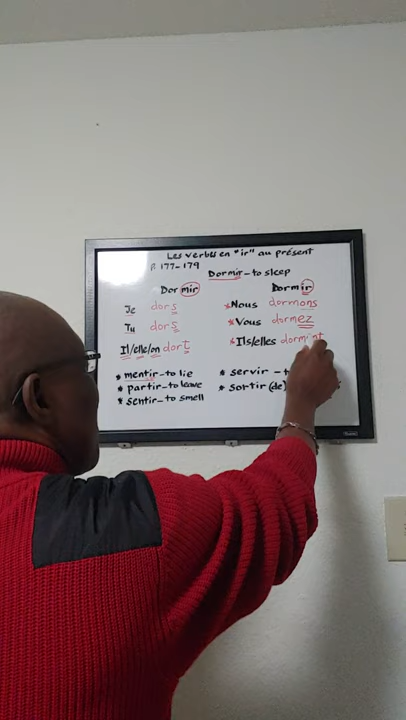 Les verbes en "ir" au présent
P. 177-179
Dormir-to sleep
Dormir Dormir
Je dors *Nous dormons
Tu dors *Vous dormez
Il/elle/on dort *Ils/elles
* mentir-to lie * servir -
* partir-to leave * sortir (de)
* sentir-to smell